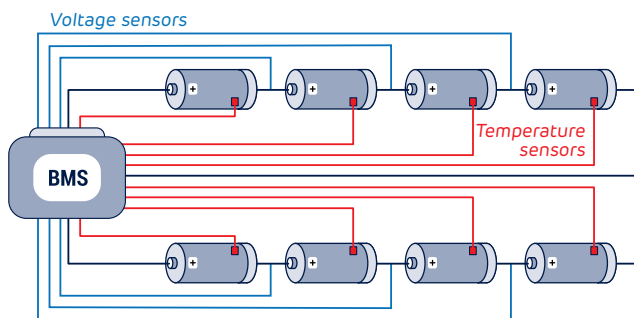 Voltage sensors
+
+
+
+
Temperature
sensors
BMS
+
+
+
+